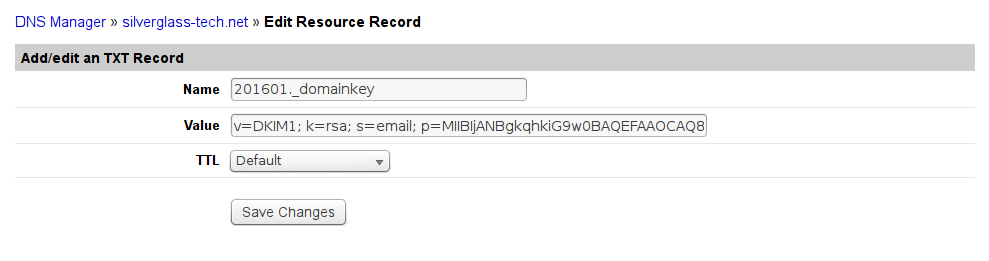 DNS Manager » silverglass-tech.net » Edit Resource Record
Add/edit an TXT Record
Name 201601._domainkey
Value v=DKIM1; k=rsa; s=email; p=MIIBIjANBgkqhkiG9w0BAQEFAAOCAQ8
TTL Default
Save Changes